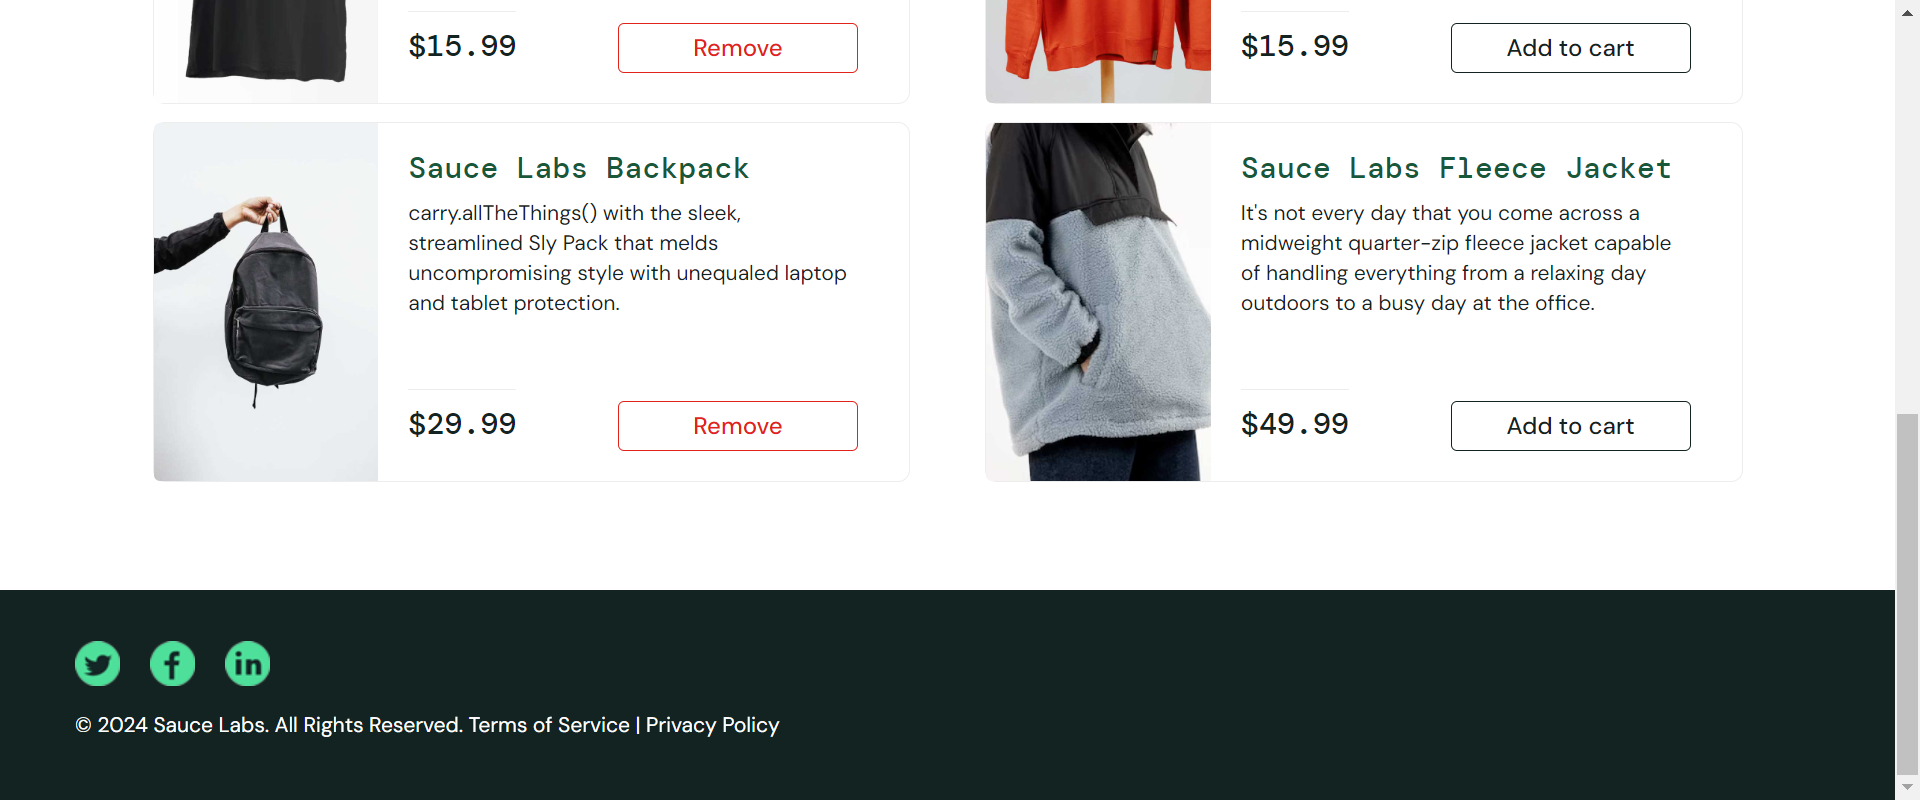 $15.99
Remove
$15.99
Add to cart
Sauce Labs Backpack
carry.allTheThings() with the sleek,
streamlined Sly Pack that melds
uncompromising style with unequaled laptop
and tablet protection.
$29.99
Remove
Sauce Labs Fleece Jacket
It's not every day that you come across a
midweight quarter-zip fleece jacket capable
of handling everything from a relaxing day
outdoors to a busy day at the office.
$49.99
Add to cart
© 2024 Sauce Labs. All Rights Reserved. Terms of Service | Privacy Policy